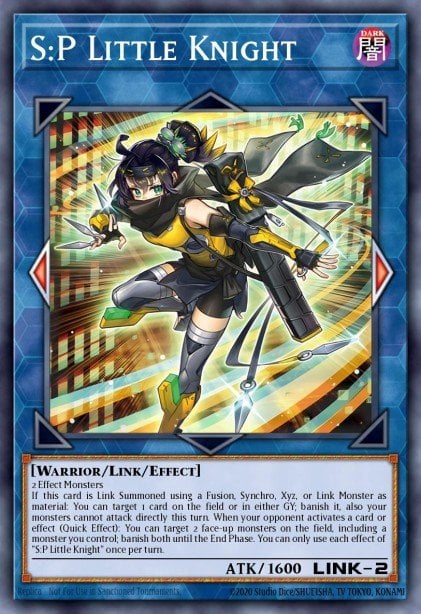 S:P Little Knight
DARK
闇
[Warrior/Link/Effect]
2 Effect Monsters
If this card is Link Summoned using a Fusion, Synchro, Xyz, or Link Monster as
material: You can target 1 card on the field or in either GY; banish it, also your
monsters cannot attack directly this turn. When your opponent activates a card or
effect (Quick Effect): You can target 2 face-up monsters on the field, including a
monster you control; banish both until the End Phase. You can only use each effect of
"S:P Little Knight" once per turn.
ATK/1600 LINK-2
Replica - Not For Use in Sanctioned Tornaments. ©2020 Studio Dice/SHUEISHA, TV TOKYO, KONAMI